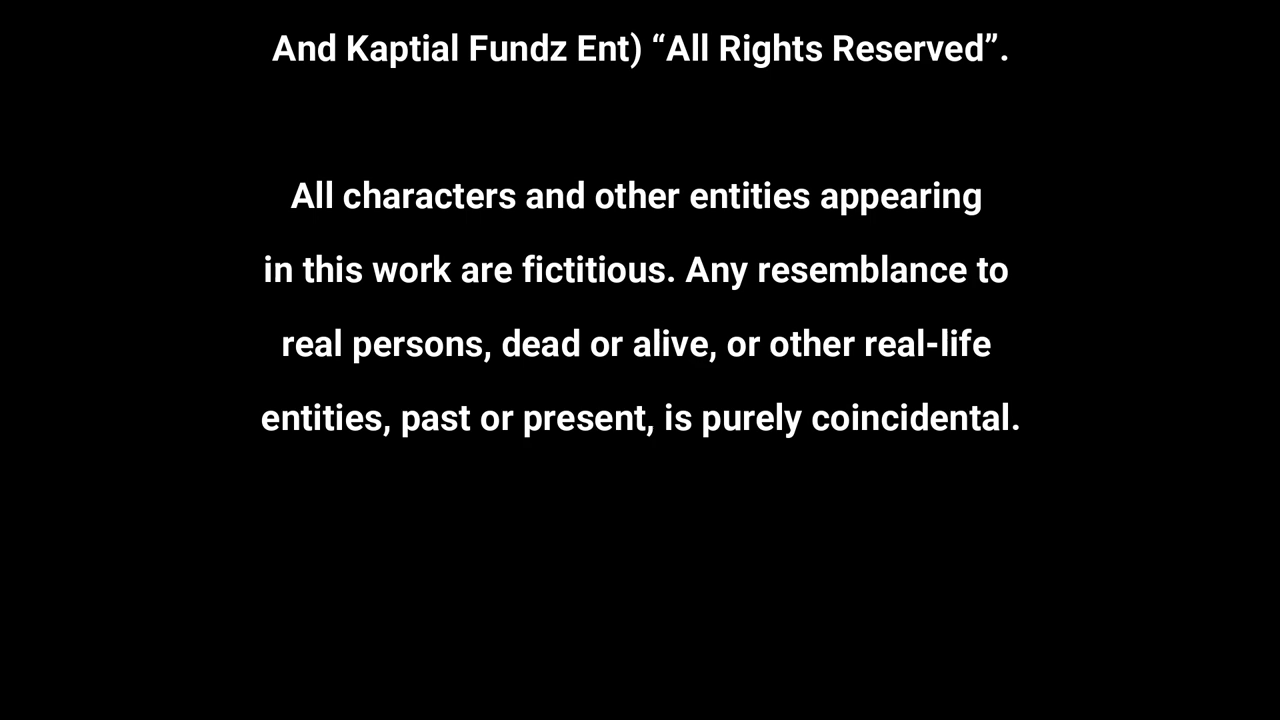 And Kaptial Fundz Ent) “All Rights Reserved”.
All characters and other entities appearing
in this work are fictitious. Any resemblance to
real persons, dead or alive, or other real-life
entities, past or present, is purely coincidental.